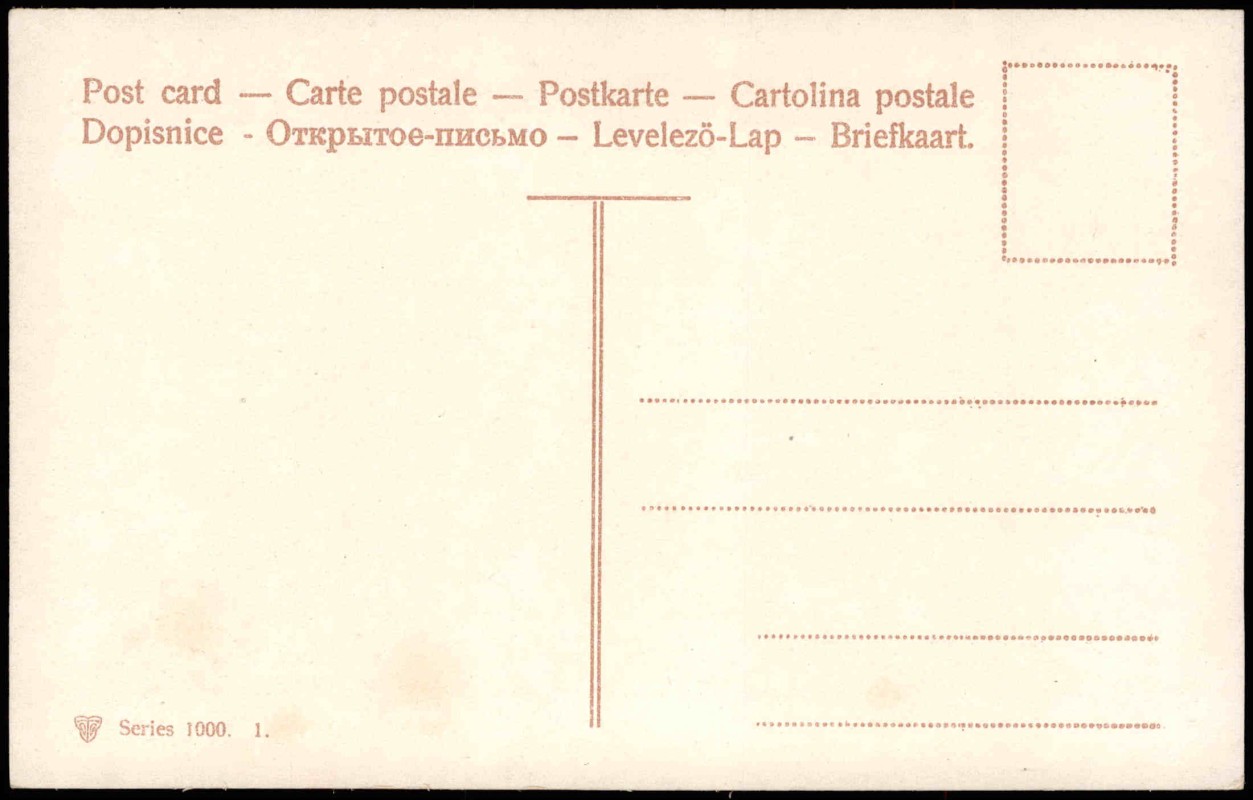 Post card — Carte postale — Postkarte — Cartolina postale
Dopisnice - Открытое-письмо — Levelezö-Lap — Briefkaart.
Series 1000. 1.